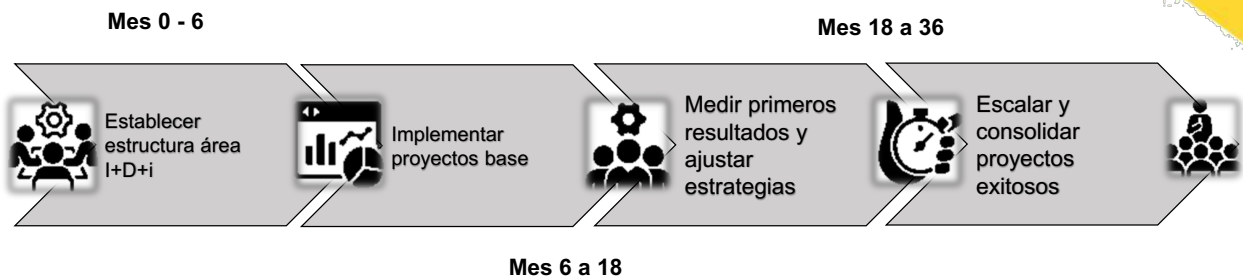 Mes 0 - 6
Mes 18 a 36
Establecer
estructura área
I+D+i
Implementar
proyectos base
Medir primeros
resultados y
ajustar
estrategias
Escalar y
consolidar
proyectos
exitosos
Mes 6 a 18